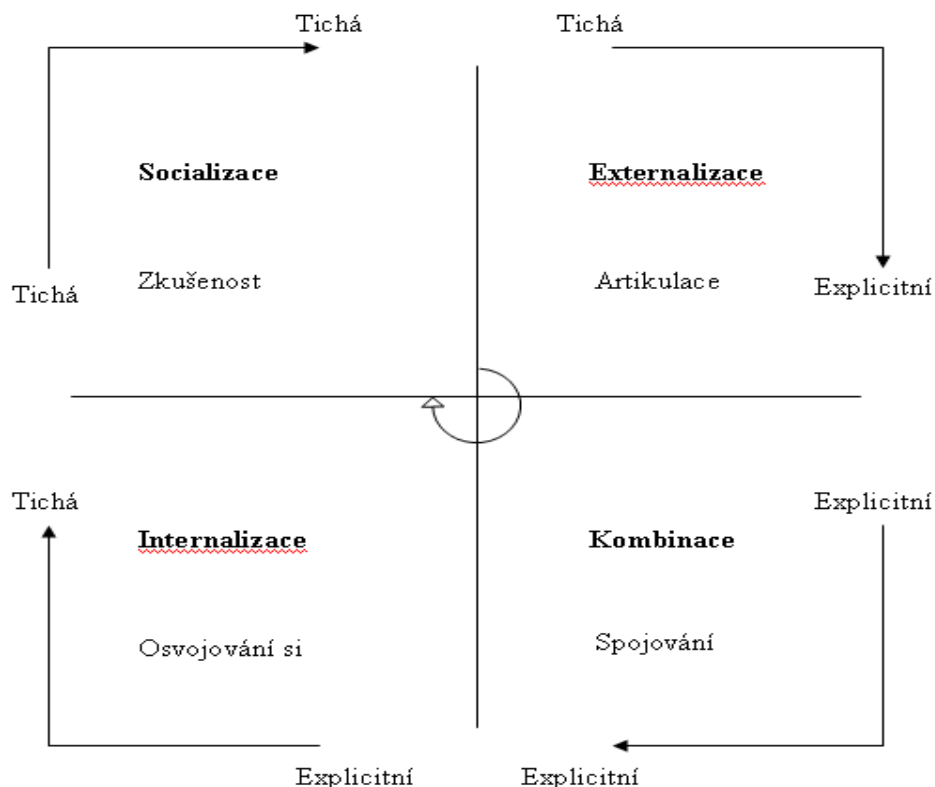 Tichá
Tichá
Socializace
Externalizace
Zkušenost
Artikulace
Tichá
Explicitní
Tichá
Explicitní
Internalizace
Kombinace
Osvojování si
Spojování
Explicitní
Explicitní